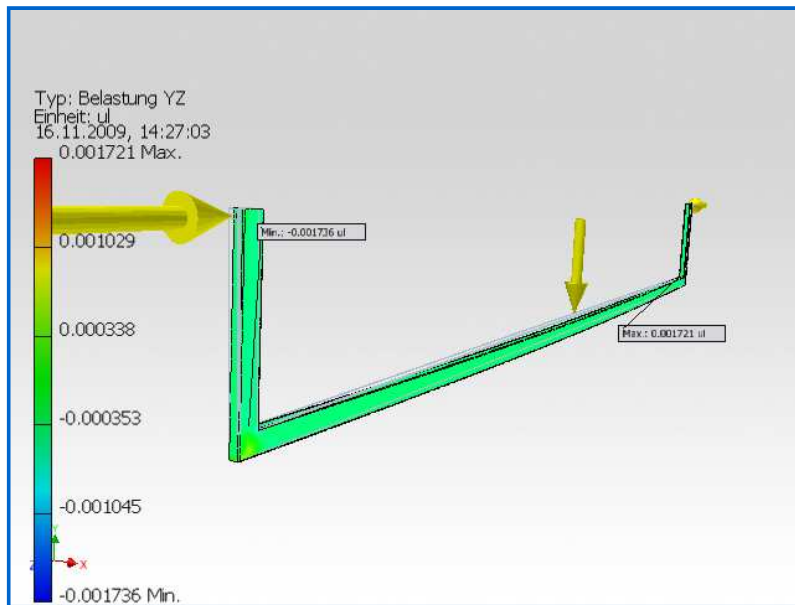 Typ: Belastung YZ
Einheit: ul
16.11.2009, 14:27:03
0.001721 Max.
0.001029
0.000338
-0.000353
-0.001045
-0.001736 Min.
Min.: -0.001736 ul
Max.: 0.001721 ul
Y
Z
X